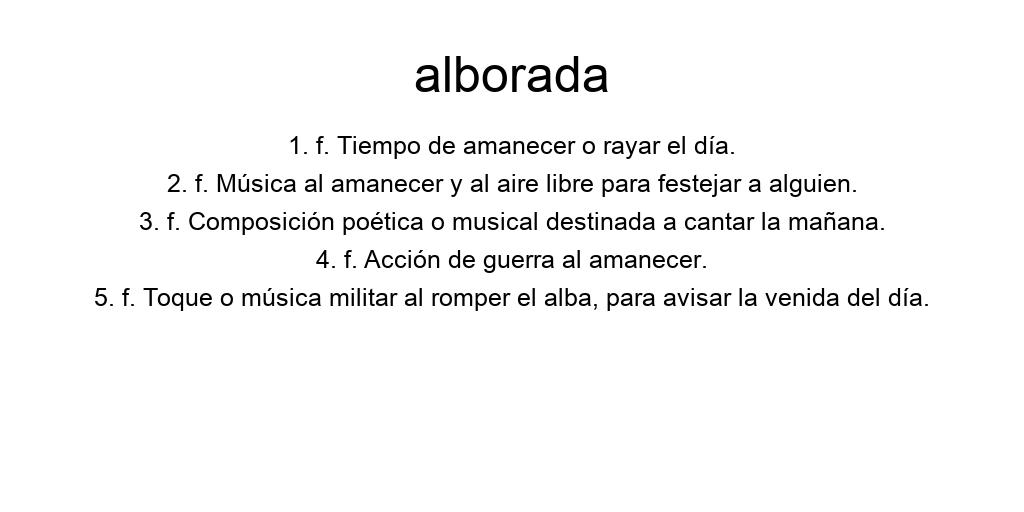 alborada
1. f. Tiempo de amanecer o rayar el día.
2. f. Música al amanecer y al aire libre para festejar a alguien.
3. f. Composición poética o musical destinada a cantar la mañana.
4. f. Acción de guerra al amanecer.
5. f. Toque o música militar al romper el alba, para avisar la venida del día.